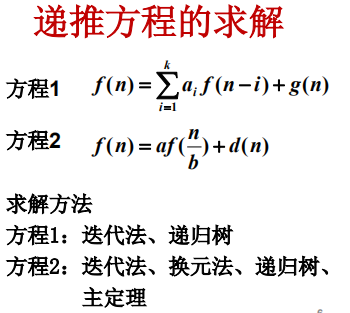 递推方程的求解
方程1 f(n) = ∑_{i=1}^{k} a_i f(n−i) + g(n)
方程2 f(n) = af(n/b) + d(n)
求解方法
方程1：迭代法、递归树
方程2：迭代法、换元法、递归树、
主定理